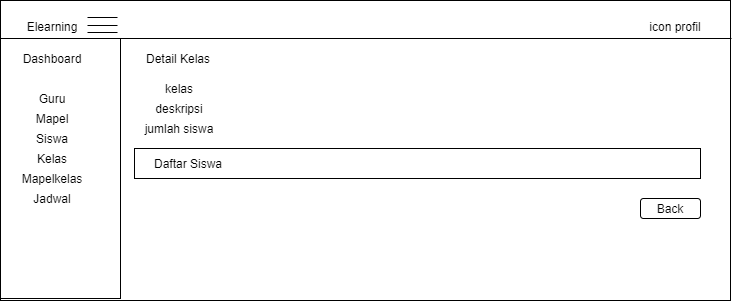 Elearning
icon profil
Dashboard
Guru
Mapel
Siswa
Kelas
Mapelkelas
Jadwal
Detail Kelas
kelas
deskripsi
jumlah siswa
Daftar Siswa
Back